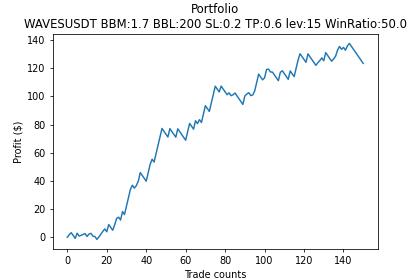 Portfolio
WAVESUSDT BBM:1.7 BBL:200 SL:0.2 TP:0.6 lev:15 WinRatio:50.0
140
120
100
80
60
40
20
0
Profit ($)
0 20 40 60 80 100 120 140
Trade counts